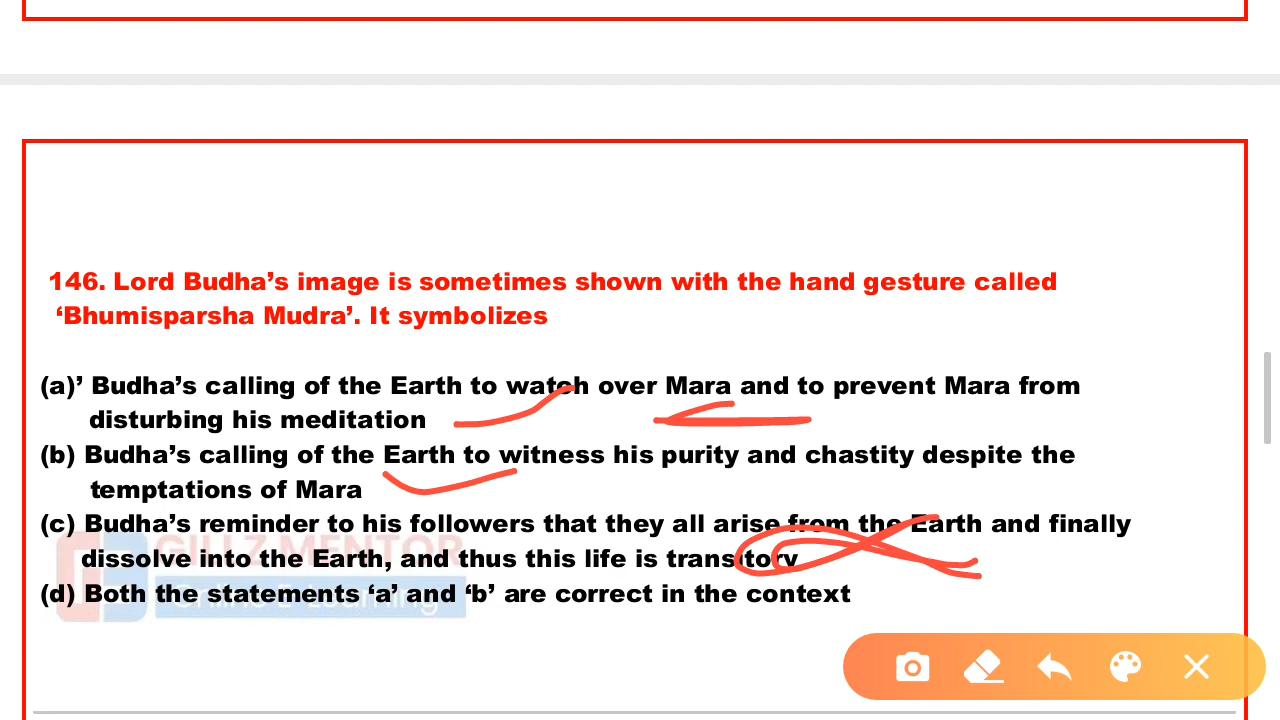 146. Lord Budha’s image is sometimes shown with the hand gesture called
‘Bhumisparsha Mudra’. It symbolizes
(a)’ Budha’s calling of the Earth to watch over Mara and to prevent Mara from
disturbing his meditation
(b) Budha’s calling of the Earth to witness his purity and chastity despite the
temptations of Mara
(c) Budha’s reminder to his followers that they all arise from the Earth and finally
dissolve into the Earth, and thus this life is transitory
(d) Both the statements ‘a’ and ‘b’ are correct in the context
GILLZ MENTOR
Online E-Learning